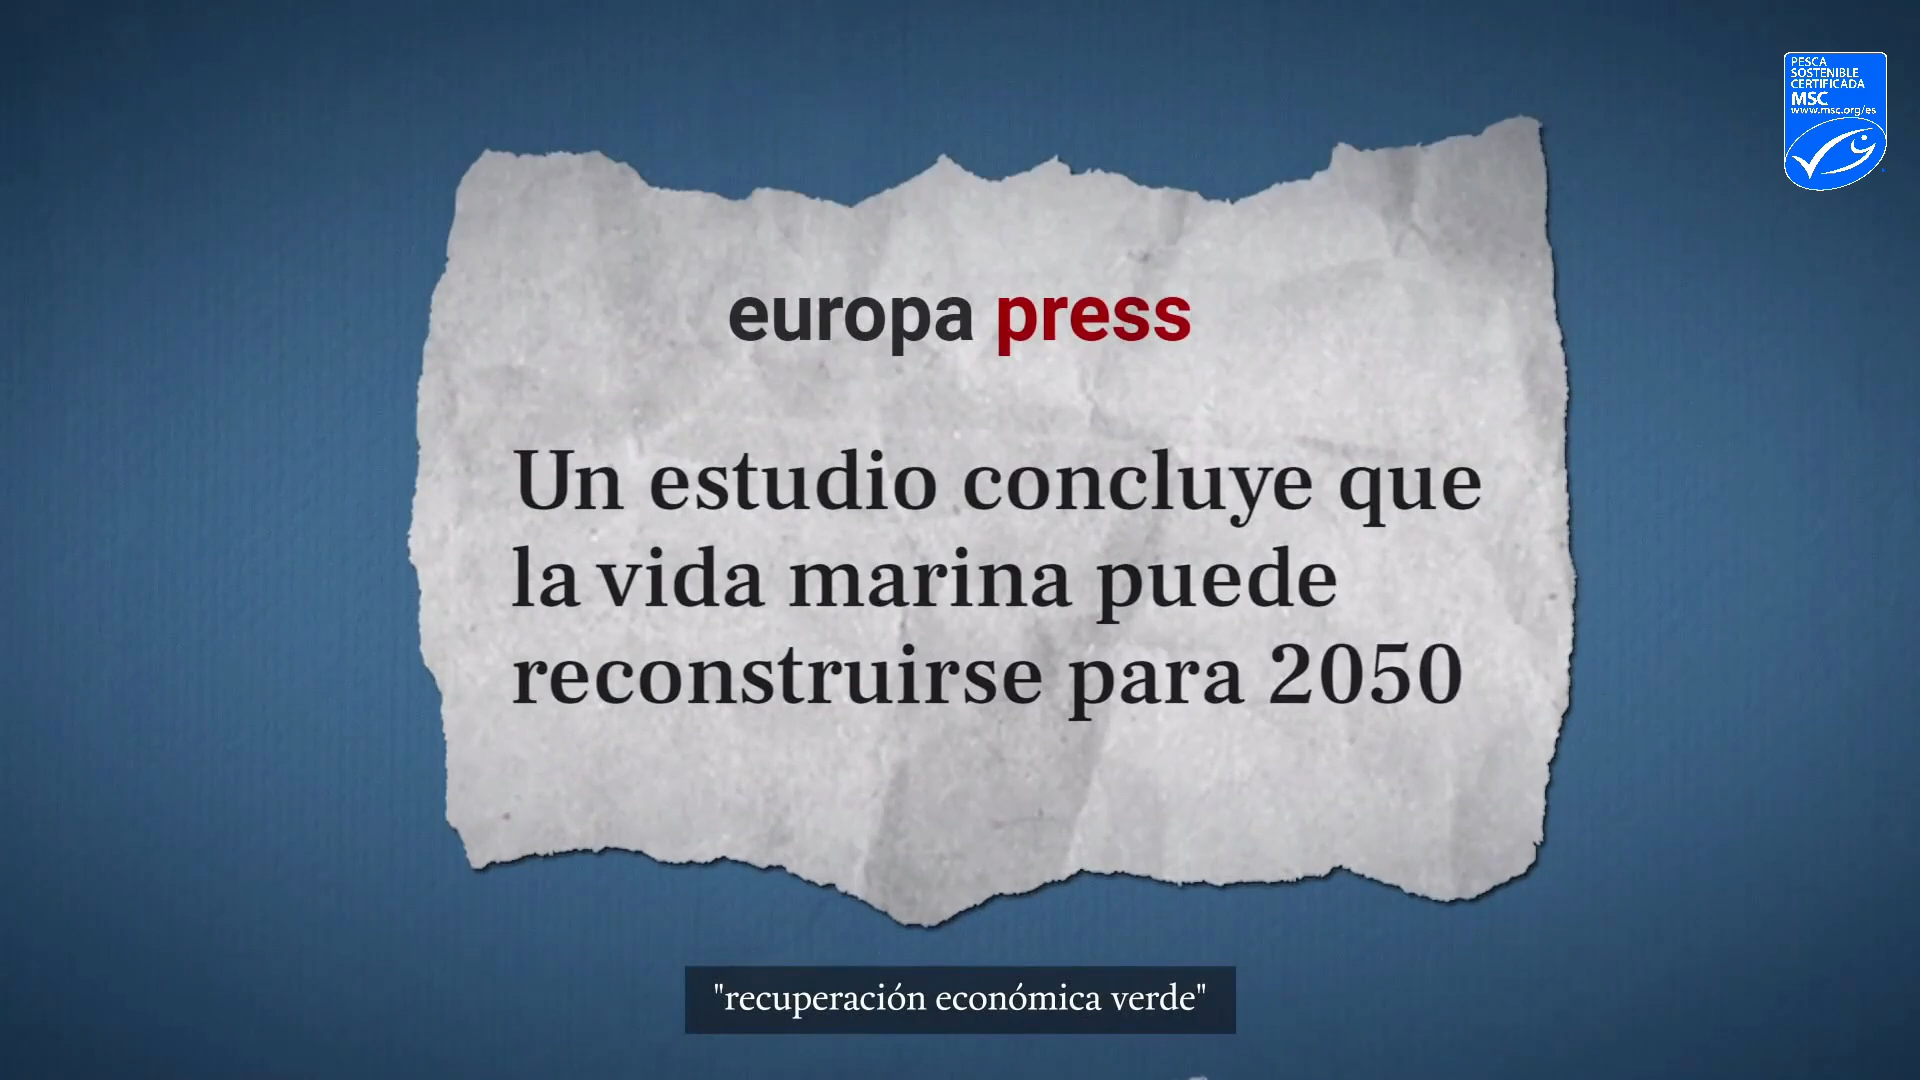 PESCA
SOSTENIBLE
CERTIFICADA
MSC
www.msc.org/es
europa press
Un estudio concluye que
la vida marina puede
reconstruirse para 2050
"recuperación económica verde"